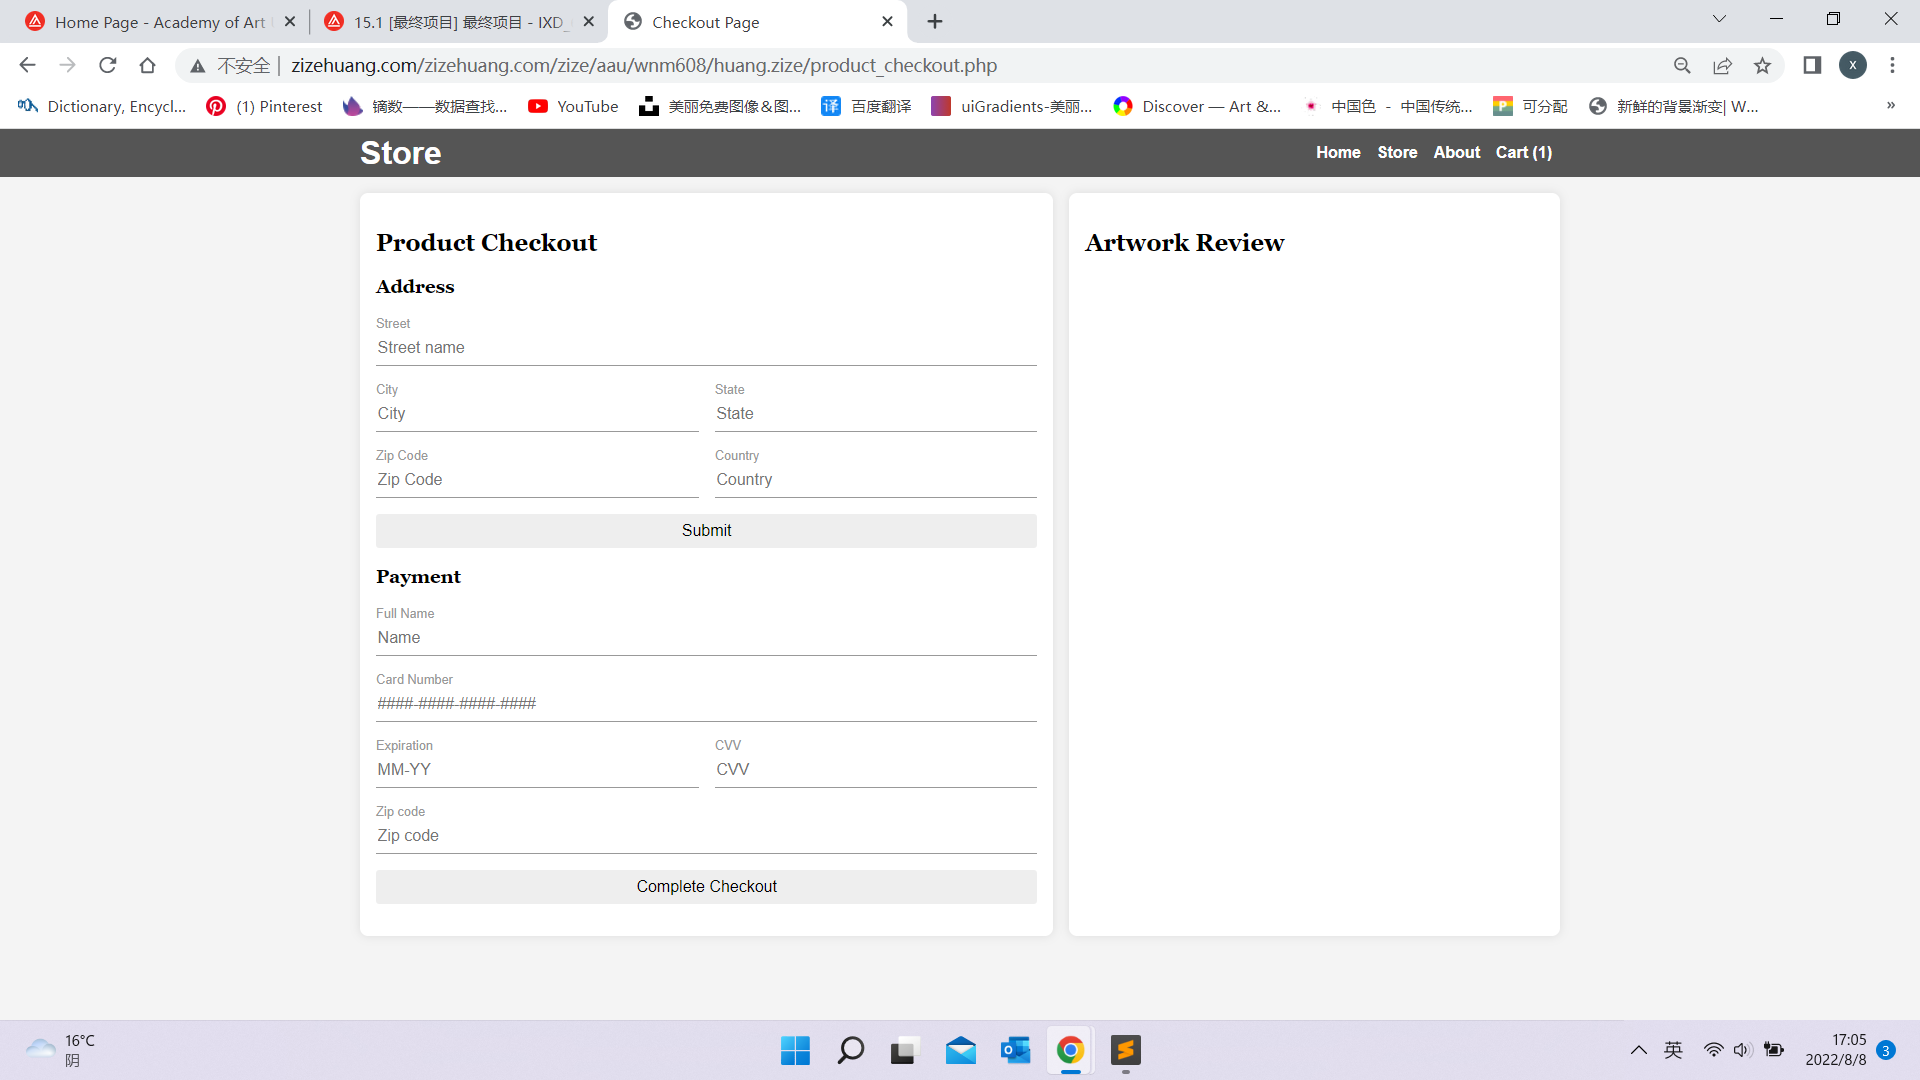 Home Page - Academy of Art
15.1 [最终项目] 最终项目 - IXD_
Checkout Page
不安全 | zizehuang.com/zizehuang.com/zize/aau/wnm608/huang.zize/product_checkout.php
X
Dictionary, Encycl...
(1) Pinterest
镝数——数据查找...
YouTube
美丽免费图像&图...
译 百度翻译
uiGradients-美丽...
Discover — Art &...
中国色 - 中国传统...
P 可分配
新鲜的背景渐变| W...
»
Store
Home Store About Cart (1)
Product Checkout
Artwork Review
Address
Street
Street name
City State
City State
Zip Code Country
Zip Code Country
Submit
Payment
Full Name
Name
Card Number
####-####-####-####
Expiration CVV
MM-YY CVV
Zip code
Zip code
Complete Checkout
16°C
阴
英
17:05
2022/8/8
3